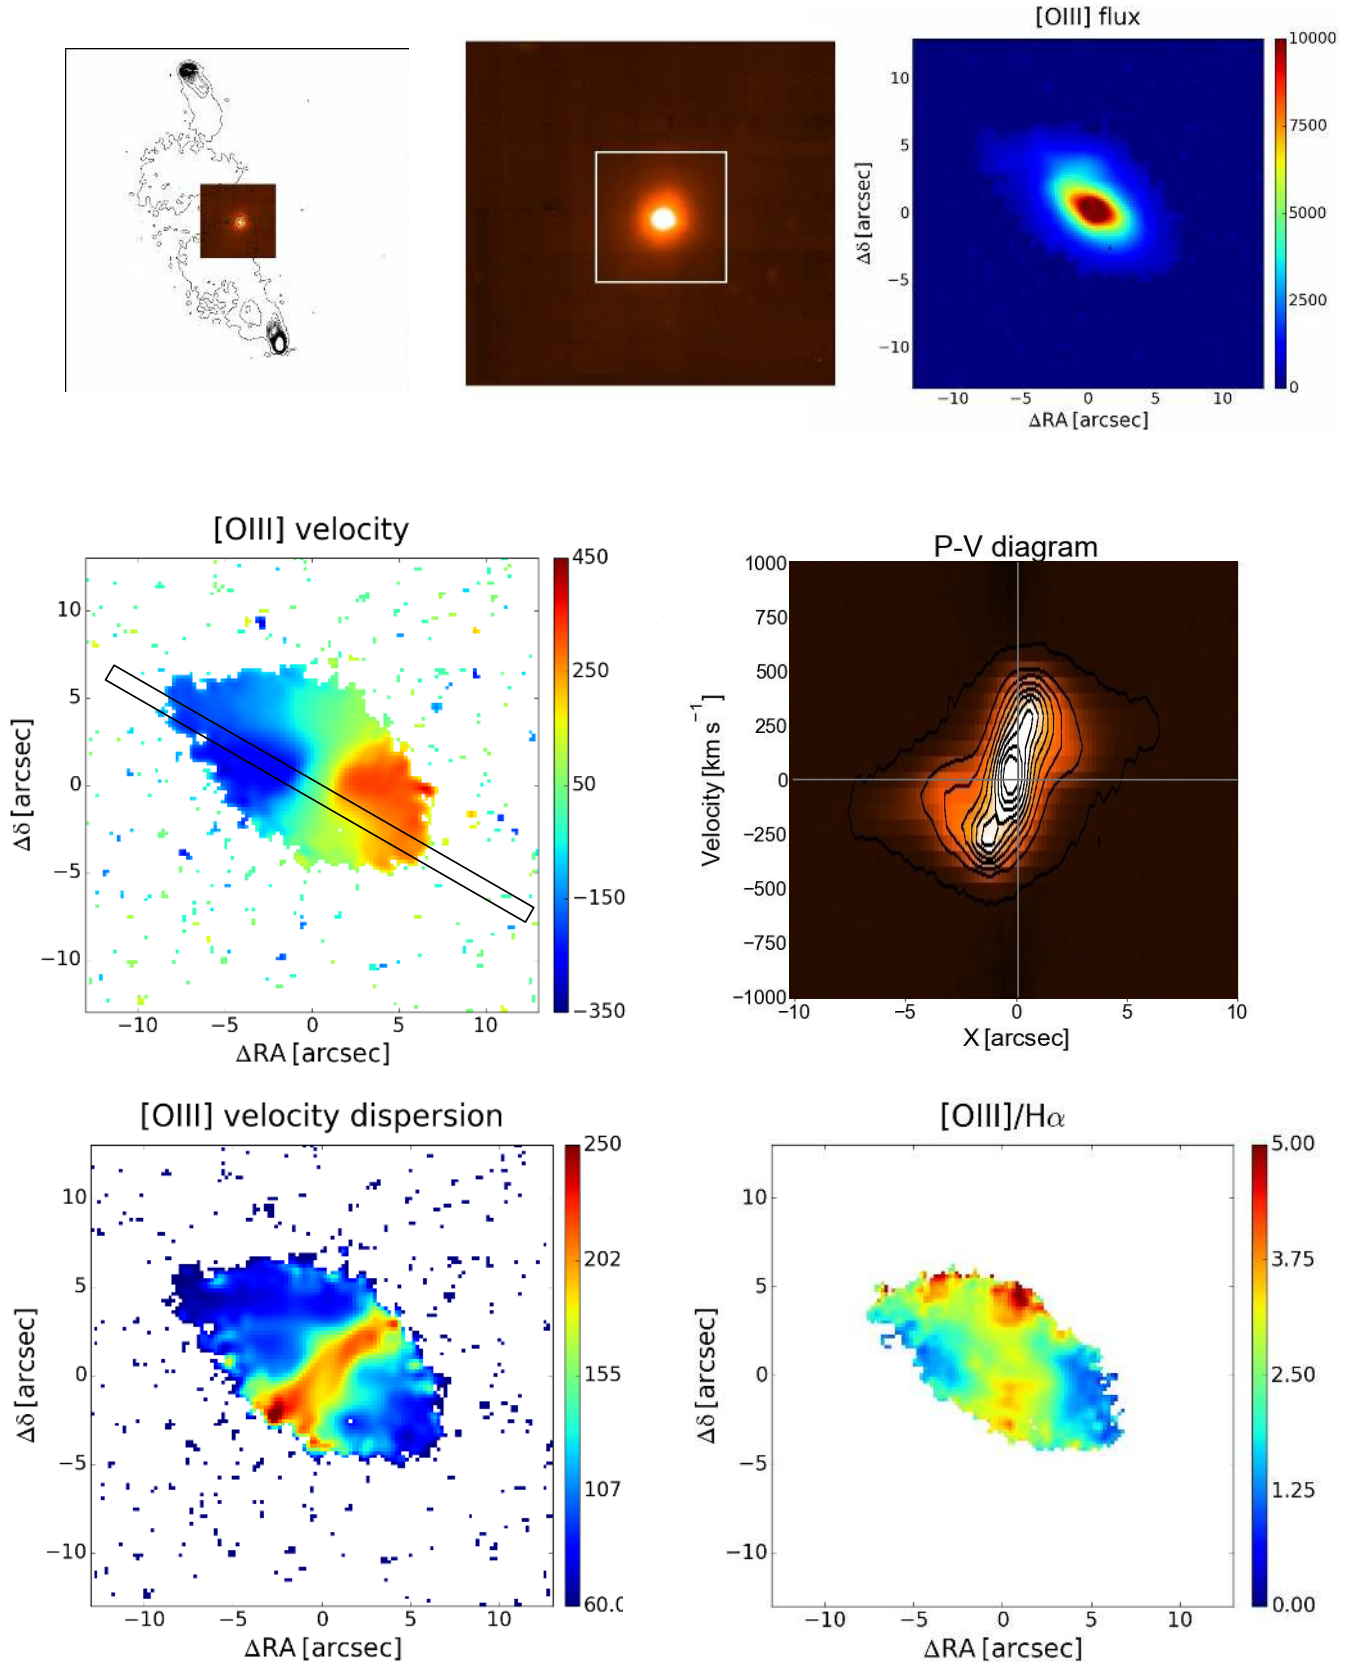 [OIII] flux
10000
7500
5000
2500
0
10
5
0
−5
−10
Δδ [arcsec]
−10 −5 0 5 10
ΔRA [arcsec]
[OIII] velocity
450
250
50
−150
−350
10
5
0
−5
−10
Δδ [arcsec]
−10 −5 0 5 10
ΔRA [arcsec]
P-V diagram
1000
750
500
250
0
−250
−500
−750
−1000
Velocity [km s⁻¹]
−10 −5 0 5 10
X [arcsec]
[OIII] velocity dispersion
250
202
155
107
60.0
10
5
0
−5
−10
Δδ [arcsec]
−10 −5 0 5 10
ΔRA [arcsec]
[OIII]/Hα
5.00
3.75
2.50
1.25
0.00
10
5
0
−5
−10
Δδ [arcsec]
−10 −5 0 5 10
ΔRA [arcsec]